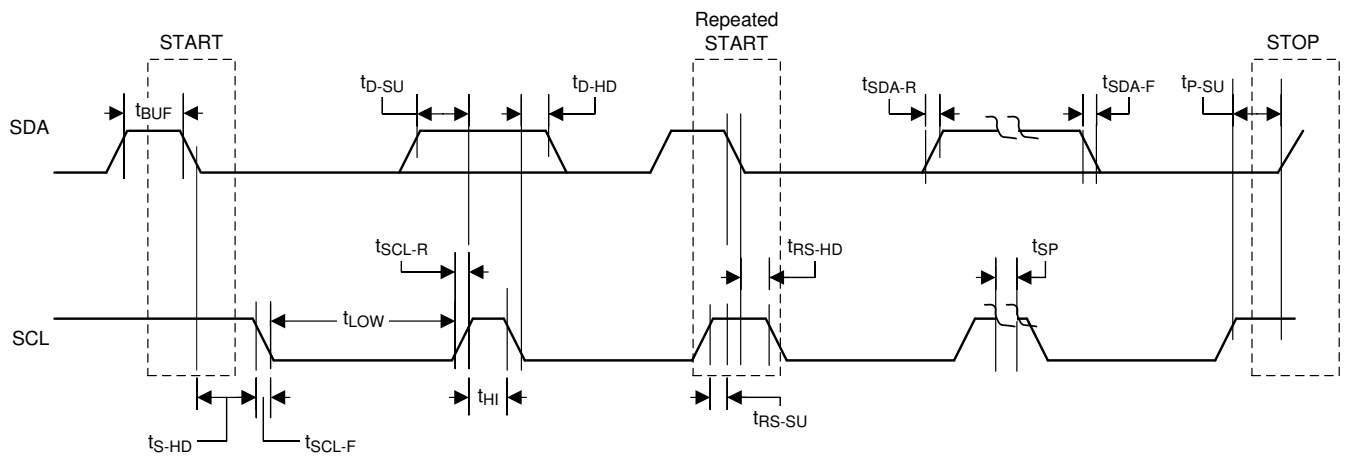 START
Repeated
START
STOP
tD-SU
tD-HD
tSDA-R
tSDA-F
tP-SU
tBUF
SDA
tSCL-R
tRS-HD
tSP
tLOW
SCL
tHI
tRS-SU
tS-HD
tSCL-F